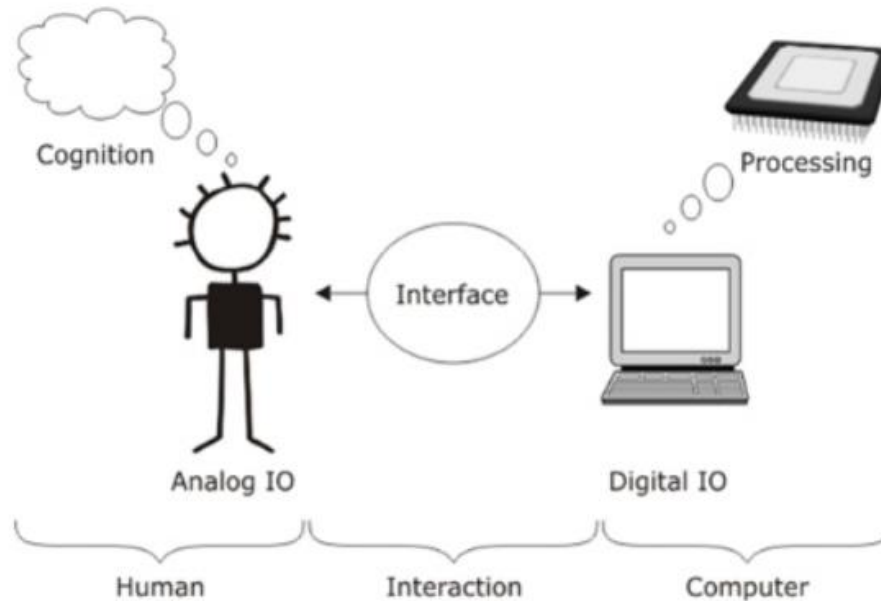 Cognition
Processing
Interface
Analog IO
Digital IO
Human
Interaction
Computer